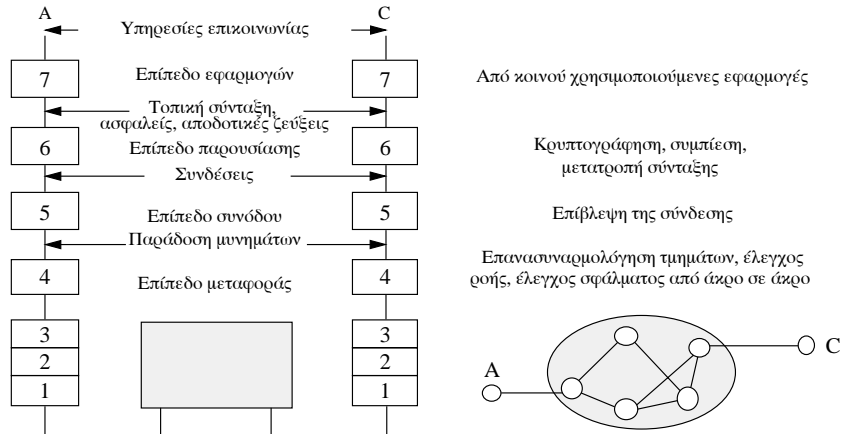 A C
Υπηρεσίες επικοινωνίας
7 Επίπεδο εφαρμογών 7 Από κοινού χρησιμοποιούμενες εφαρμογές
Τοπική σύνταξη,
ασφαλείς, αποδοτικές ζεύξεις
6 Επίπεδο παρουσίασης 6 Κρυπτογράφηση, συμπίεση,
μετατροπή σύνταξης
Συνδέσεις
5 Επίπεδο συνόδου 5 Επίβλεψη της σύνδεσης
Παράδοση μυνημάτων
4 Επίπεδο μεταφοράς 4 Επανασυναρμολόγηση τμημάτων, έλεγχος
ροής, έλεγχος σφάλματος από άκρο σε άκρο
3 3
2 2
1 1
A C